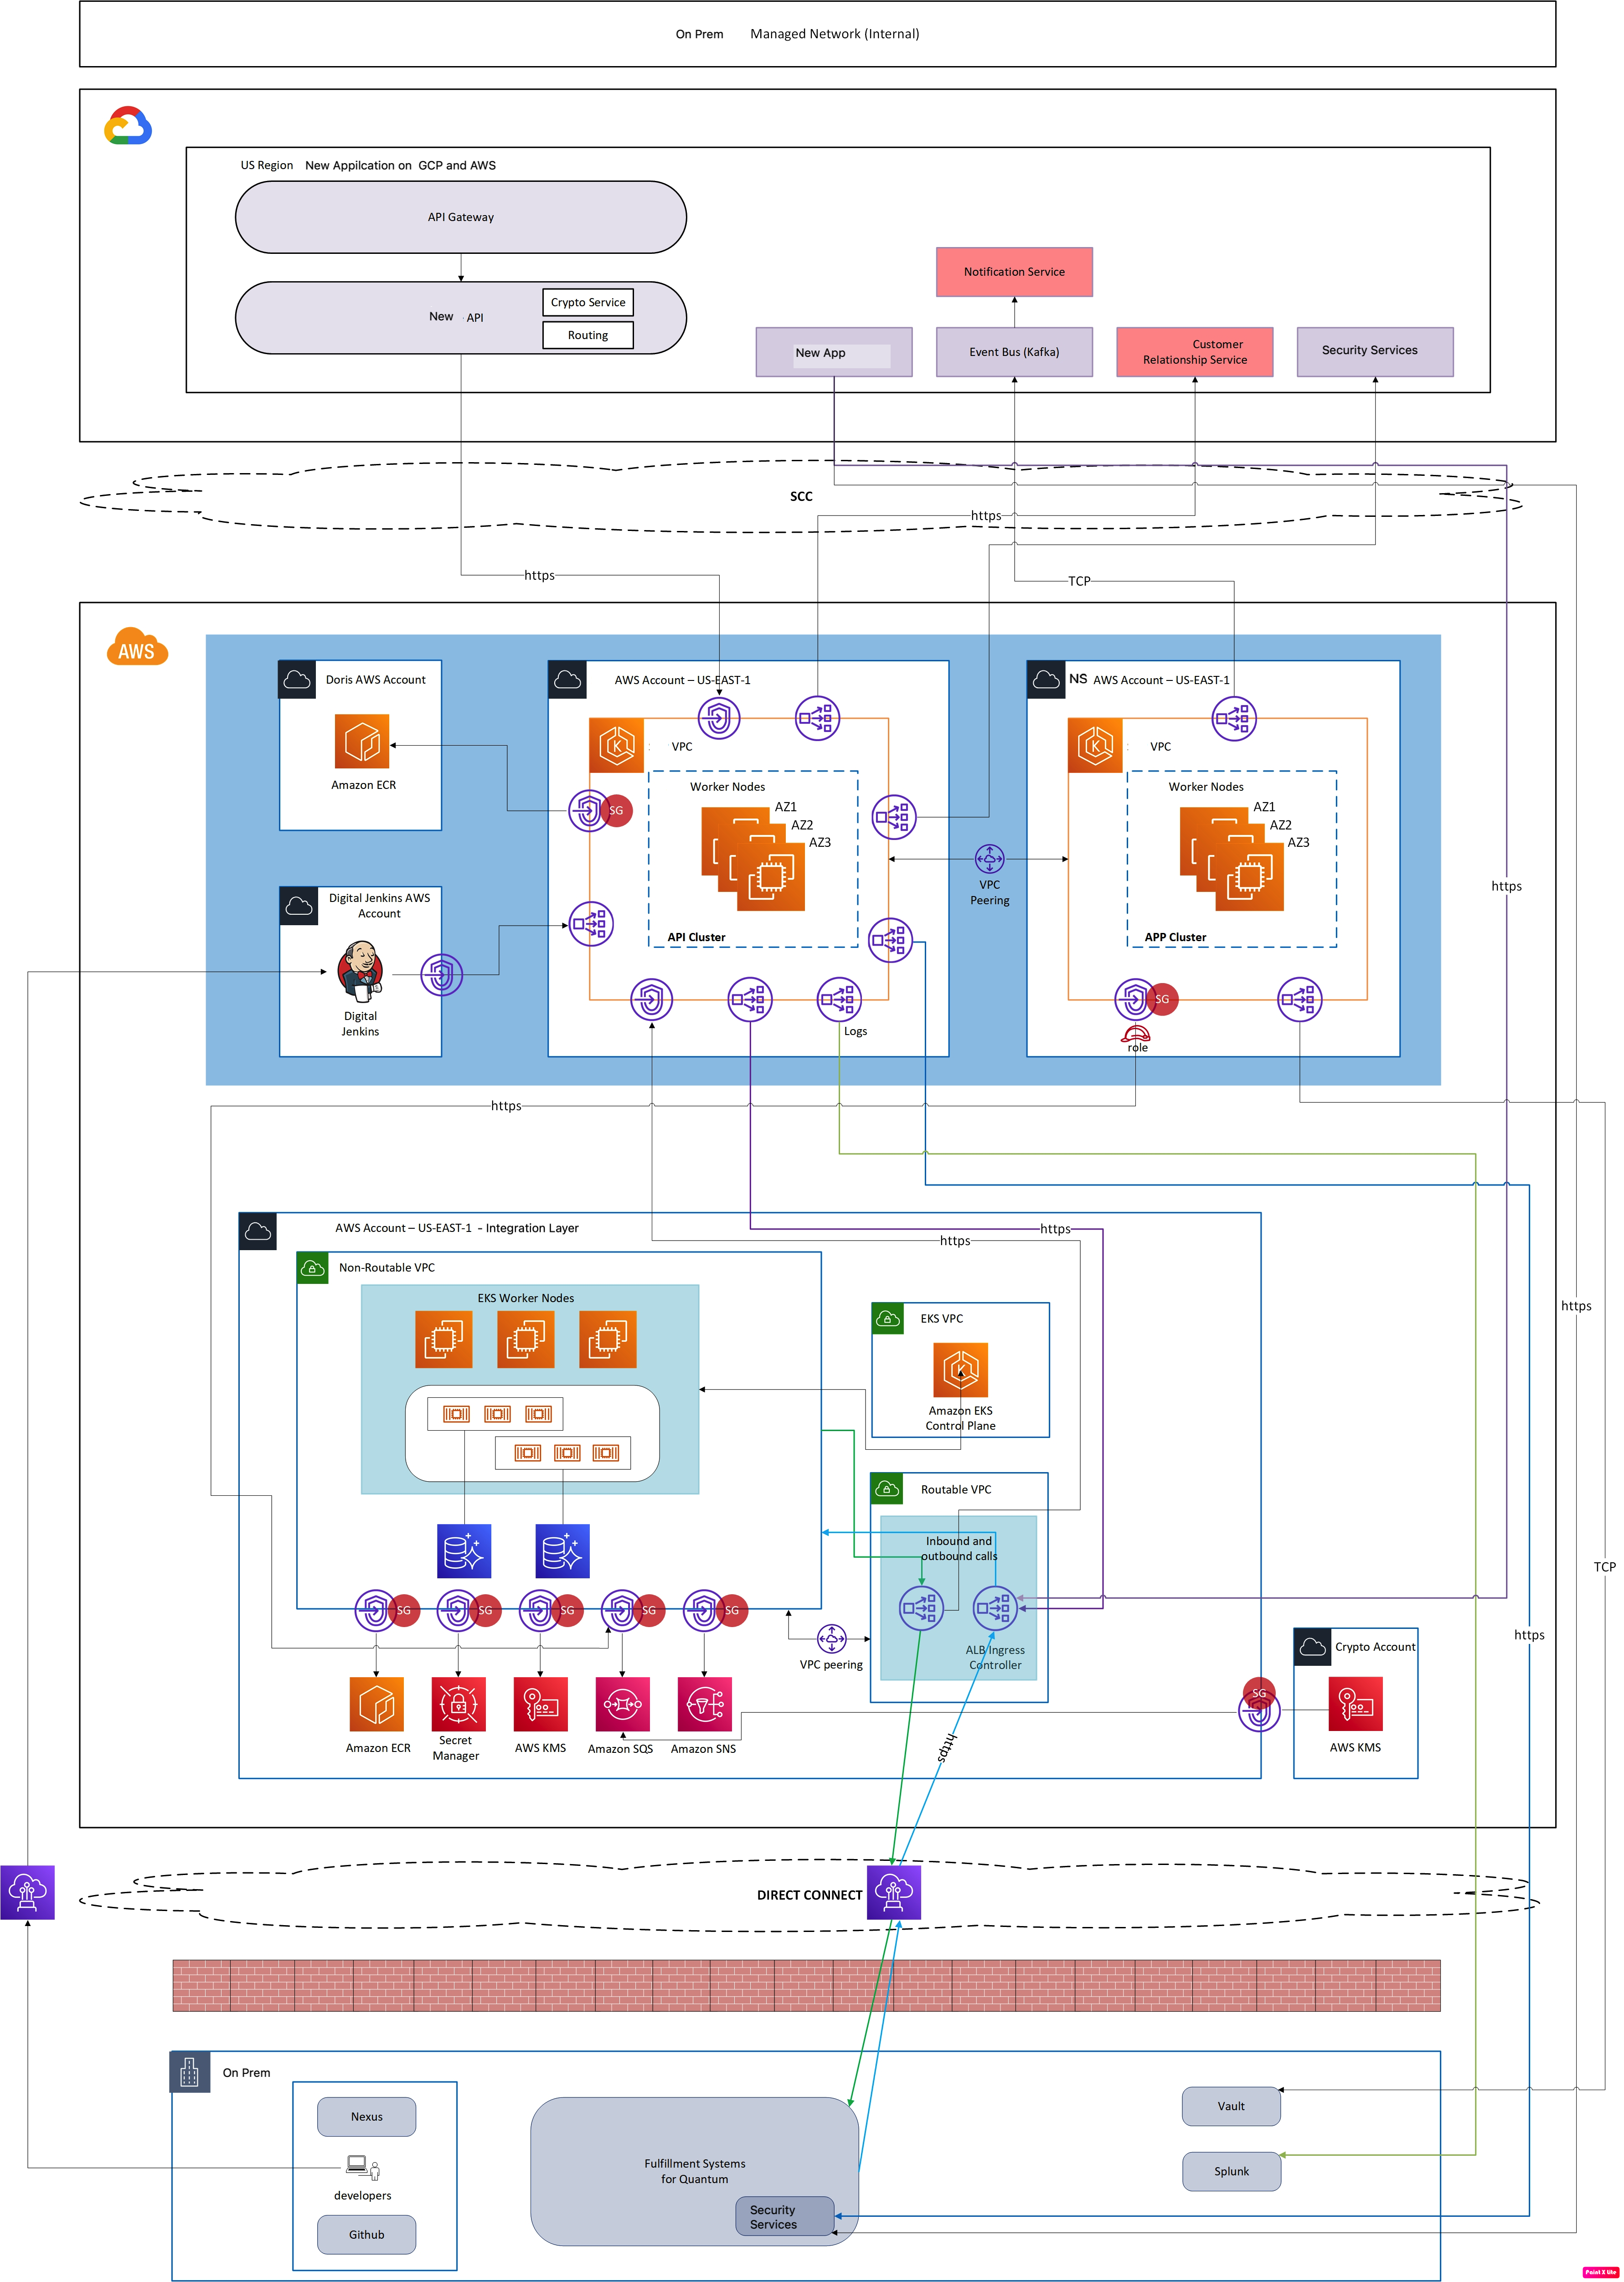 On Prem Managed Network (Internal)
US Region New Appilcation on GCP and AWS
API Gateway
New API
Crypto Service
Routing
Notification Service
New App
Event Bus (Kafka)
Customer
Relationship Service
Security Services
SCC
https
https
TCP
AWS
Doris AWS Account
Amazon ECR
AWS Account – US-EAST-1
VPC
SG
Worker Nodes
AZ1
AZ2
AZ3
API Cluster
Logs
VPC
Peering
NS AWS Account – US-EAST-1
VPC
Worker Nodes
AZ1
AZ2
AZ3
APP Cluster
SG
role
Digital Jenkins AWS
Account
Digital
Jenkins
https
https
AWS Account – US-EAST-1 - Integration Layer
https
https
Non-Routable VPC
EKS Worker Nodes
EKS VPC
Amazon EKS
Control Plane
https
Routable VPC
Inbound and
outbound calls
ALB Ingress
Controller
TCP
SG
SG
SG
SG
SG
VPC peering
https
Crypto Account
SG
AWS KMS
Amazon ECR
Secret
Manager
AWS KMS
Amazon SQS
Amazon SNS
https
DIRECT CONNECT
On Prem
Nexus
developers
Github
Fulfillment Systems
for Quantum
Security
Services
Vault
Splunk
Paint X Lite